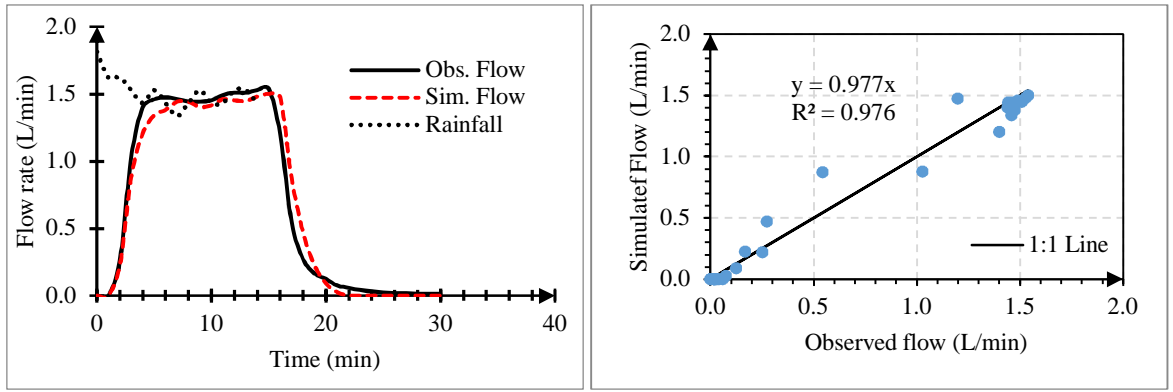 2.0
1.5
1.0
0.5
0.0
Flow rate (L/min)
0
10
20
30
40
Time (min)
Obs. Flow
Sim. Flow
Rainfall
2.0
1.5
1.0
0.5
0.0
Simulatef Flow (L/min)
y = 0.977x
R² = 0.976
1:1 Line
0.0
0.5
1.0
1.5
2.0
Observed flow (L/min)